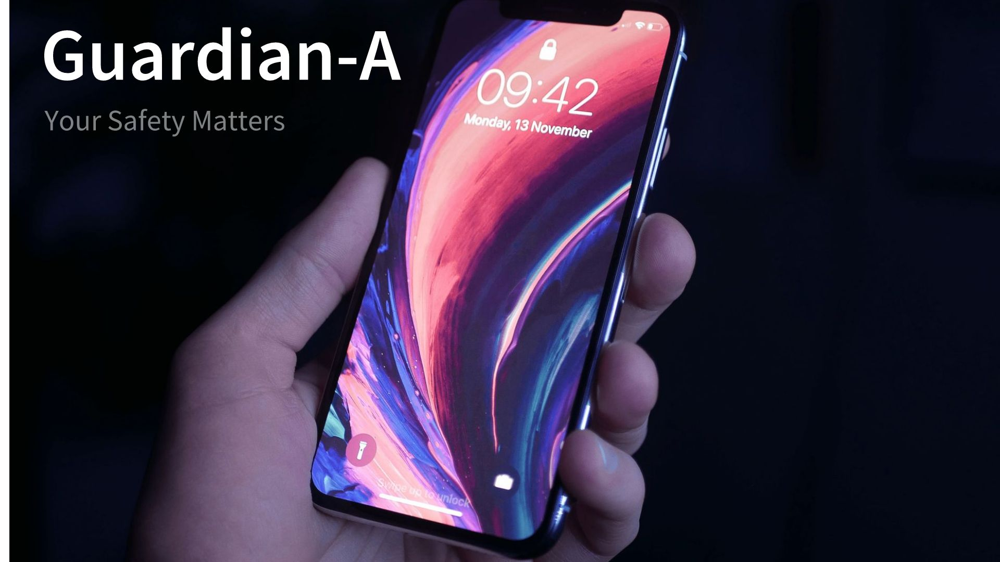 Guardian-A
Your Safety Matters
09:42
Monday, 13 November
Swipe up to unlock